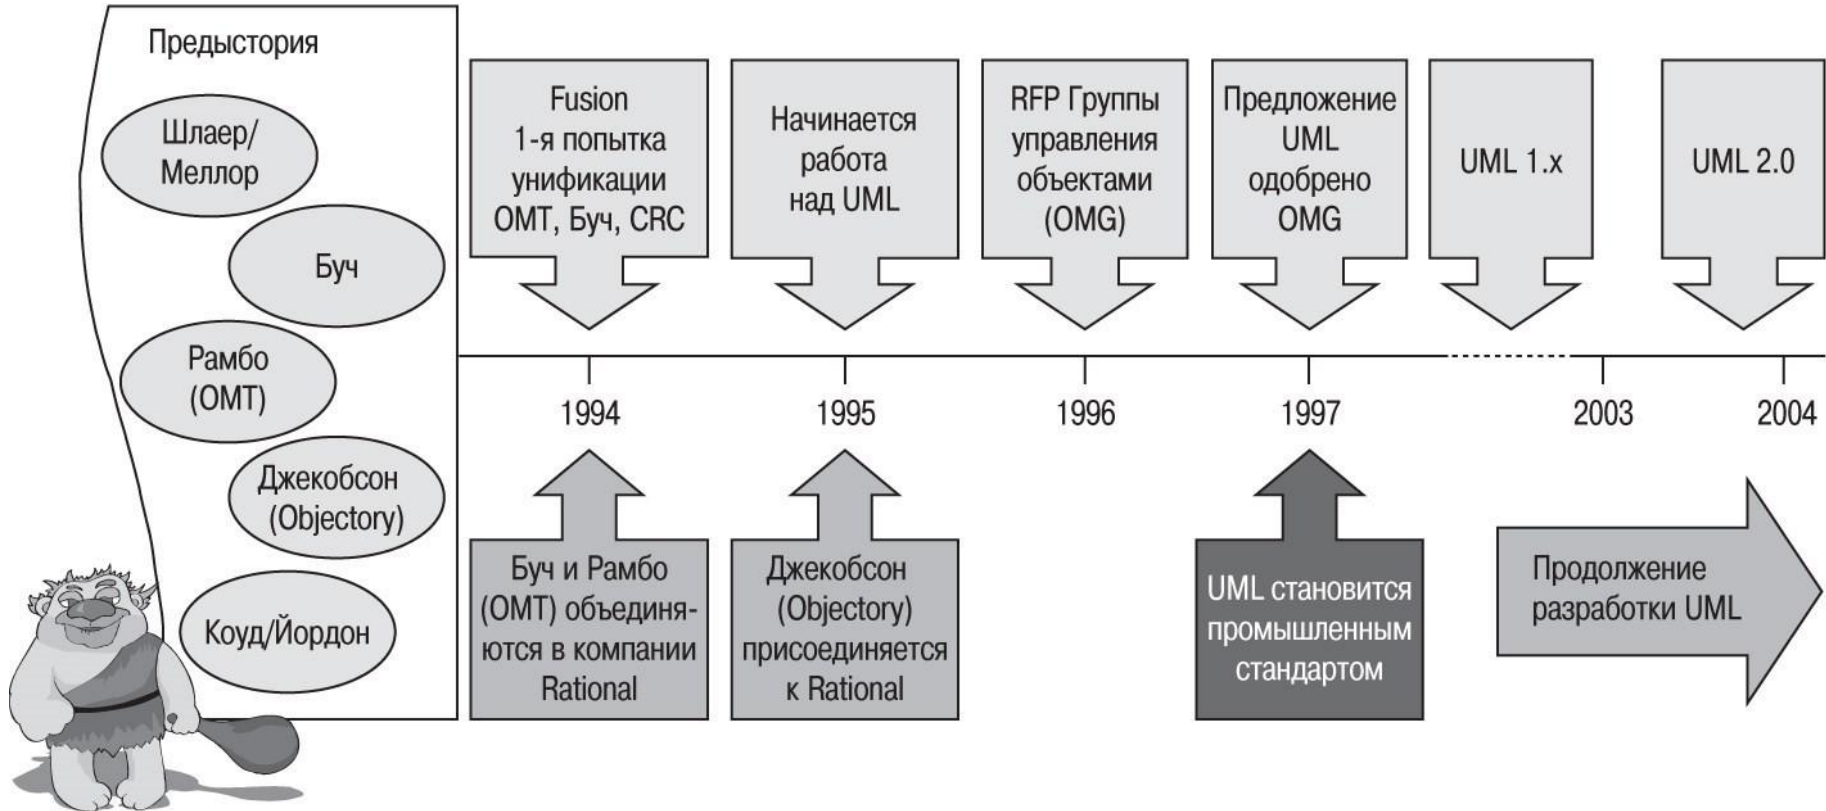 Предыстория
Шлаер/
Меллор
Буч
Рамбо
(OMT)
Джекобсон
(Objectory)
Коуд/Йордон
Fusion
1-я попытка
унификации
OMT, Буч, CRC
Начинается
работа
над UML
RFP Группы
управления
объектами
(OMG)
Предложение
UML
одобрено
OMG
UML 1.x
UML 2.0
1994
1995
1996
1997
2003
2004
Буч и Рамбо
(OMT) объединя-
ются в компании
Rational
Джекобсон
(Objectory)
присоединяется
к Rational
UML становится
промышленным
стандартом
Продолжение
разработки UML